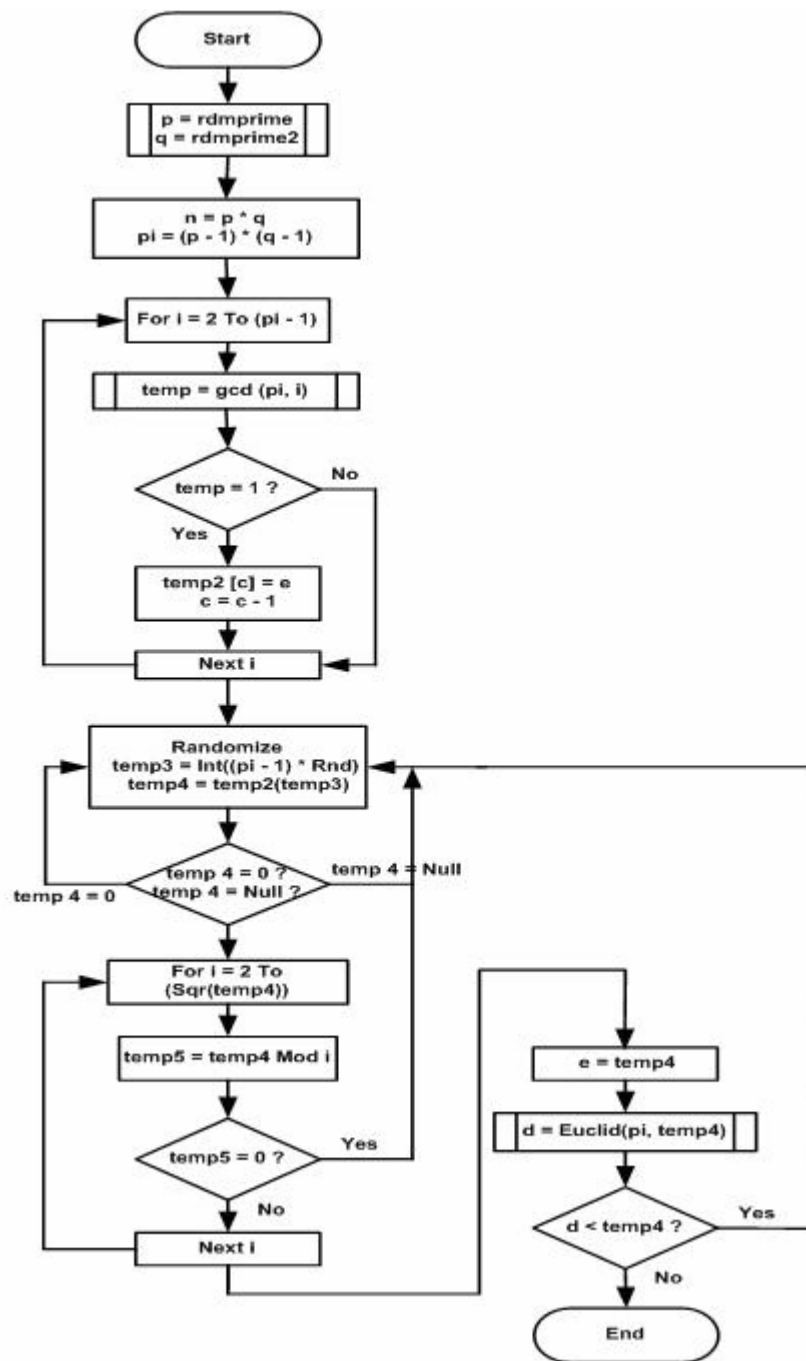 Start
p = rdmprime
q = rdmprime2
n = p * q
pi = (p - 1) * (q - 1)
For i = 2 To (pi - 1)
temp = gcd (pi, i)
temp = 1 ?
No
Yes
temp2 [c] = e
c = c - 1
Next i
Randomize
temp3 = Int((pi - 1) * Rnd)
temp4 = temp2(temp3)
temp 4 = 0 ?
temp 4 = Null ?
temp 4 = 0
temp 4 = Null
For i = 2 To
(Sqr(temp4))
temp5 = temp4 Mod i
temp5 = 0 ?
Yes
No
Next i
e = temp4
d = Euclid(pi, temp4)
d < temp4 ?
Yes
No
End